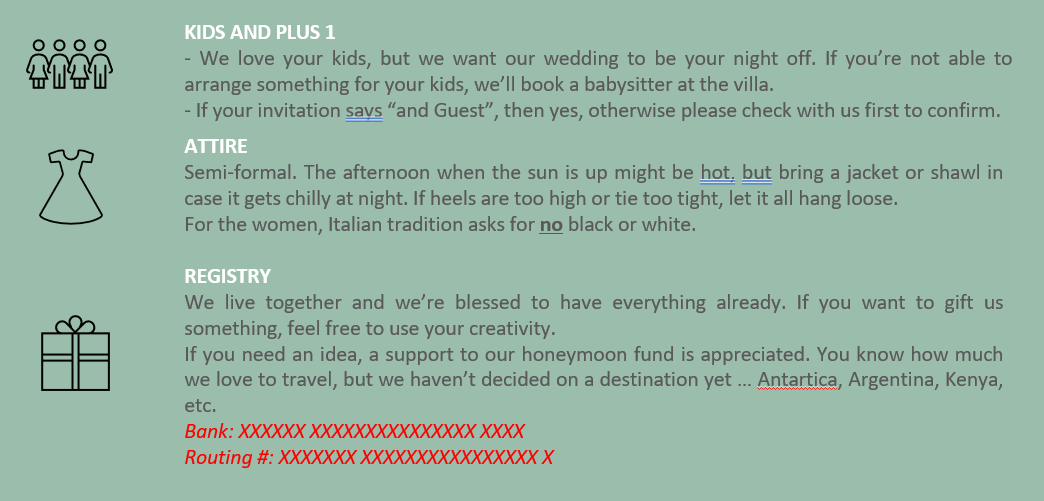 KIDS AND PLUS 1
- We love your kids, but we want our wedding to be your night off. If you’re not able to
arrange something for your kids, we’ll book a babysitter at the villa.
- If your invitation says “and Guest”, then yes, otherwise please check with us first to confirm.
ATTIRE
Semi-formal. The afternoon when the sun is up might be hot, but bring a jacket or shawl in
case it gets chilly at night. If heels are too high or tie too tight, let it all hang loose.
For the women, Italian tradition asks for no black or white.
REGISTRY
We live together and we’re blessed to have everything already. If you want to gift us
something, feel free to use your creativity.
If you need an idea, a support to our honeymoon fund is appreciated. You know how much
we love to travel, but we haven’t decided on a destination yet ... Antartica, Argentina, Kenya,
etc.
Bank: XXXXXX XXXXXXXXXXXXXXX XXXX
Routing #: XXXXXXX XXXXXXXXXXXXXXXX X